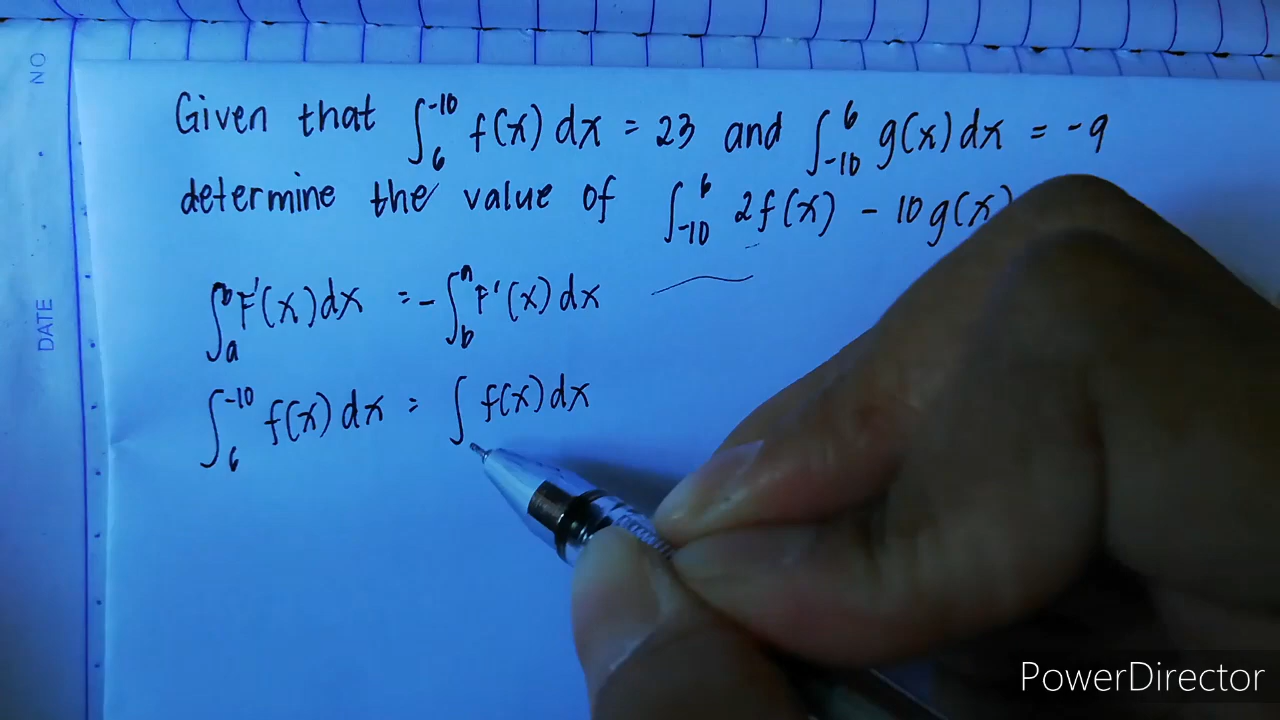 NO
DATE
Given that ∫₆⁻¹⁰ f(x) dx = 23 and ∫₋₁₀⁶ g(x) dx = -9
determine the value of ∫₋₁₀⁶ 2f(x) - 10g(x)
∫ₐᵇ F'(x) dx = -∫_bᵃ F'(x) dx
∫₆⁻¹⁰ f(x) dx = ∫ f(x) dx
PowerDirector